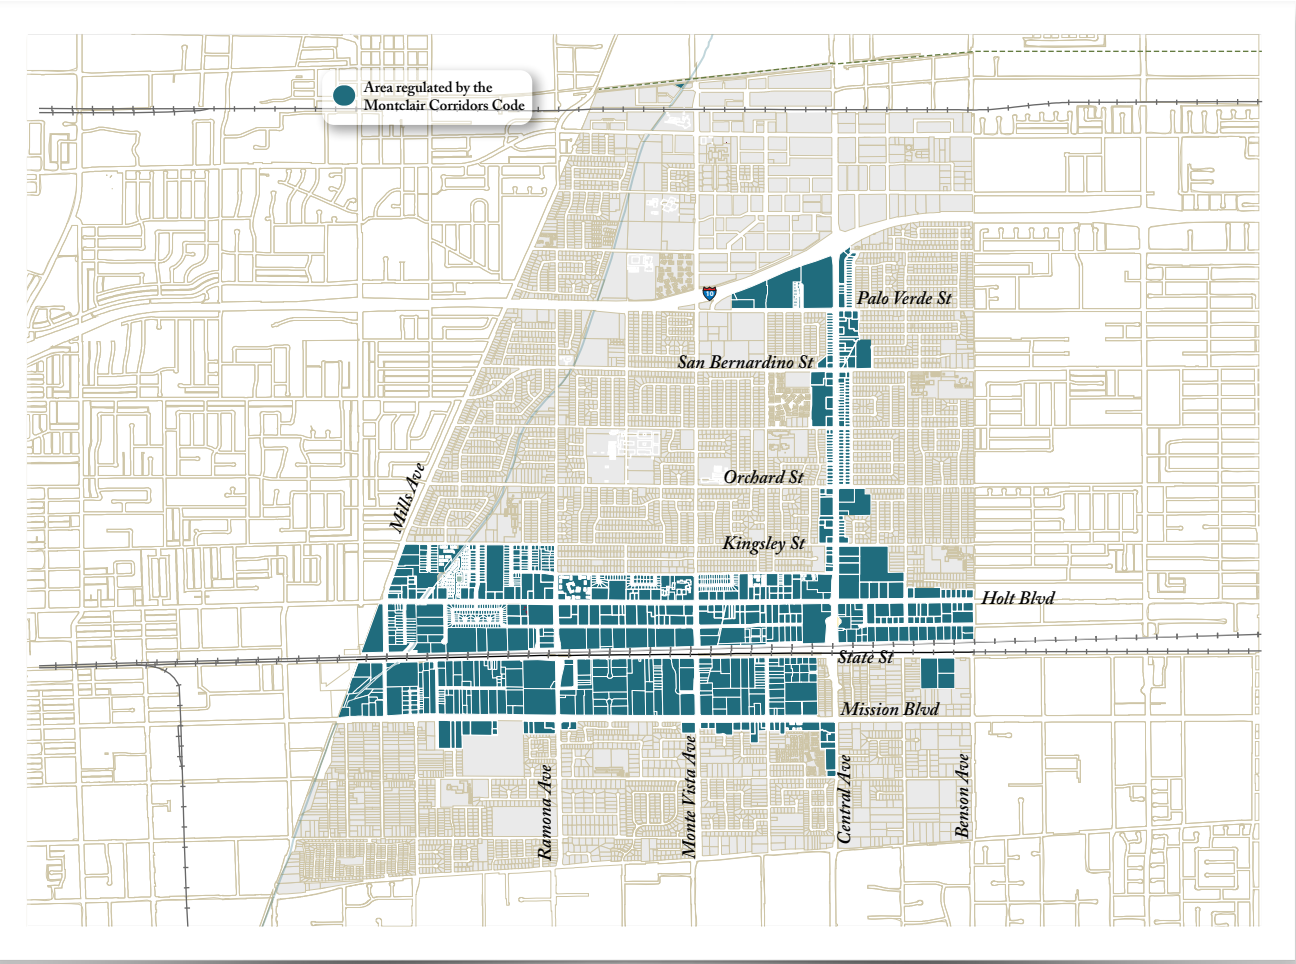 Area regulated by the
Montclair Corridors Code
10
Palo Verde St
San Bernardino St
Mills Ave
Orchard St
Kingsley St
Holt Blvd
State St
Mission Blvd
Ramona Ave
Monte Vista Ave
Central Ave
Benson Ave